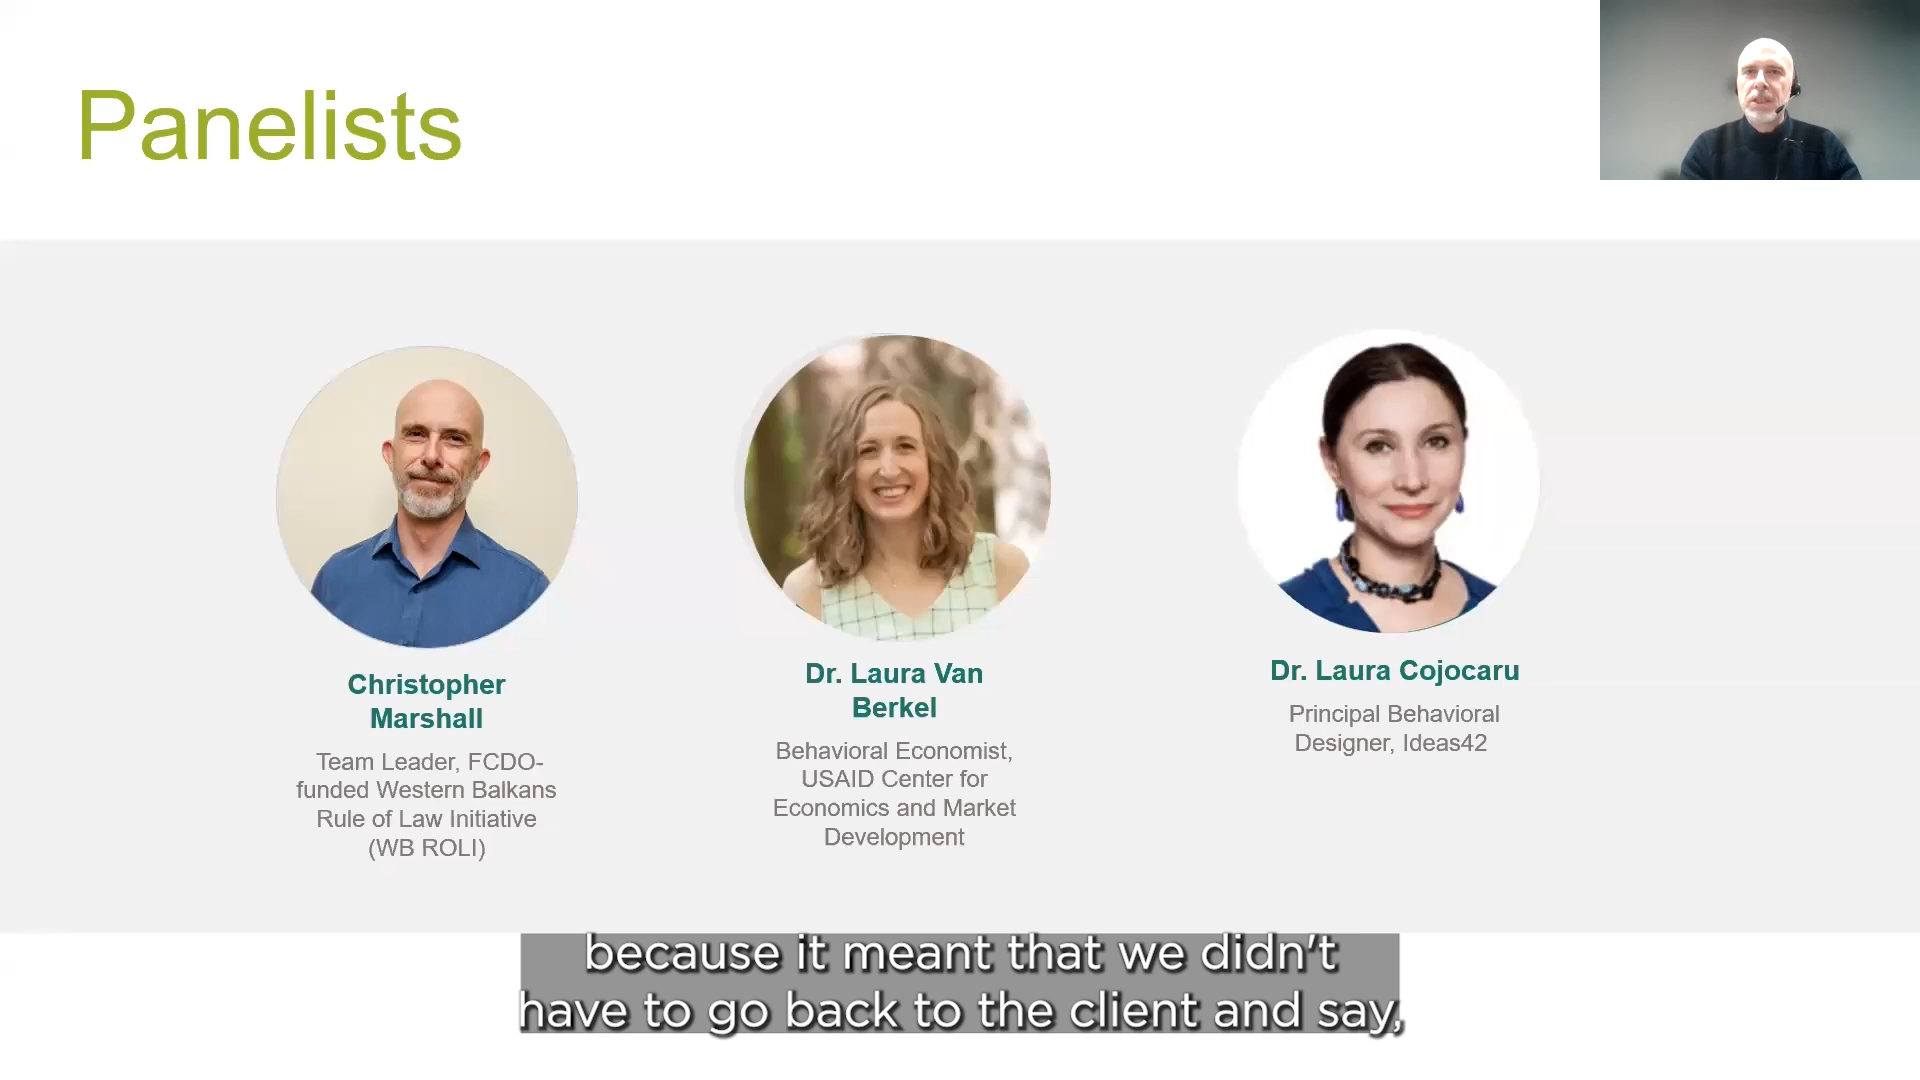 Panelists
Christopher
Marshall
Team Leader, FCDO-
funded Western Balkans
Rule of Law Initiative
(WB ROLI)
Dr. Laura Van
Berkel
Behavioral Economist,
USAID Center for
Economics and Market
Development
Dr. Laura Cojocaru
Principal Behavioral
Designer, Ideas42
because it meant that we didn't
have to go back to the client and say,